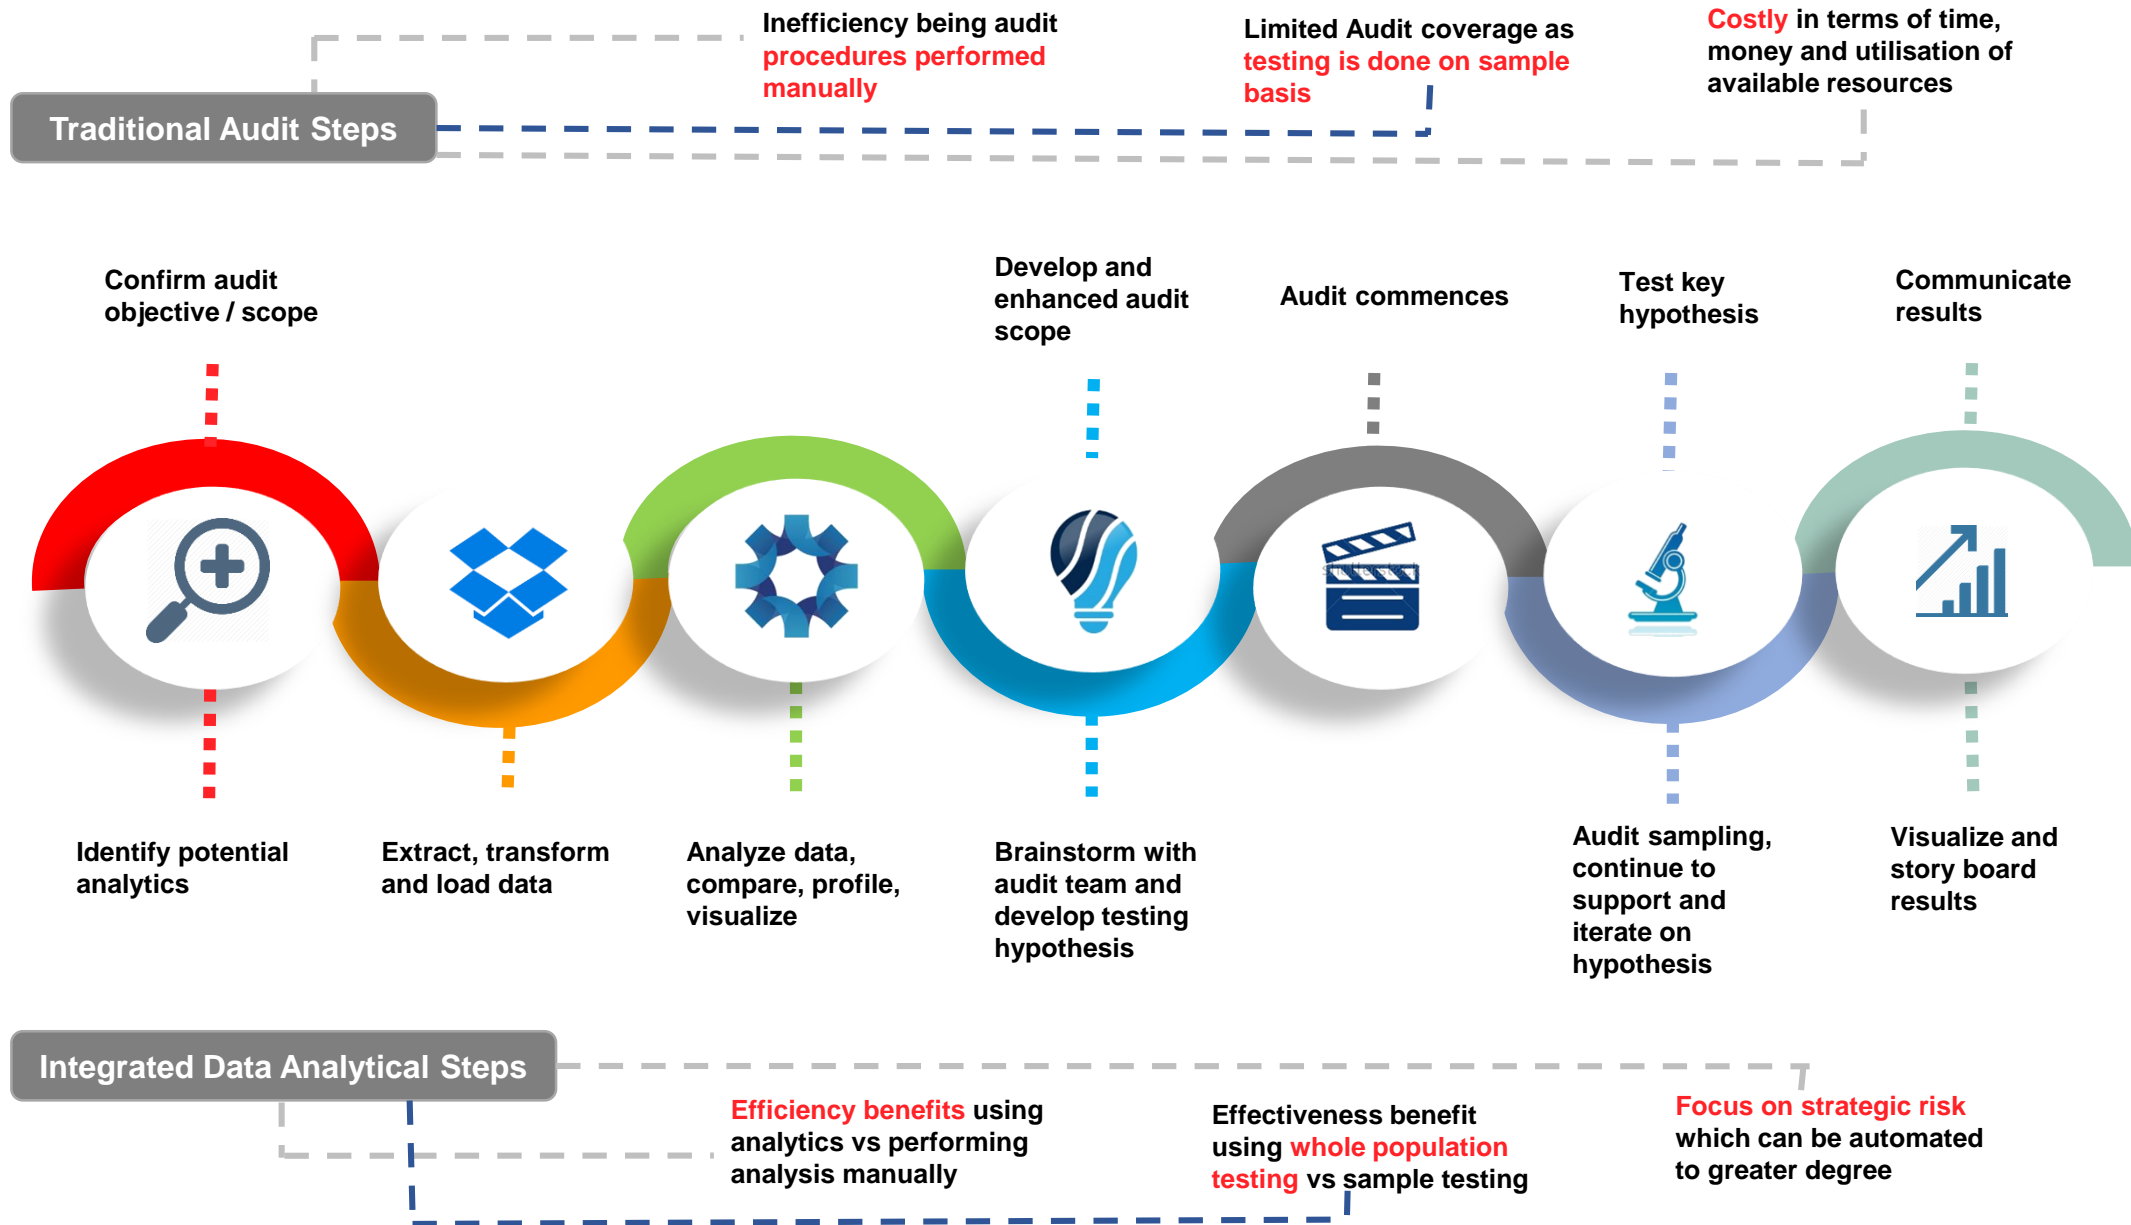 Inefficiency being audit
procedures performed
manually
Limited Audit coverage as
testing is done on sample
basis
Costly in terms of time,
money and utilisation of
available resources
Traditional Audit Steps
Confirm audit
objective / scope
Develop and
enhanced audit
scope
Audit commences
Test key
hypothesis
Communicate
results
shutterstock
Identify potential
analytics
Extract, transform
and load data
Analyze data,
compare, profile,
visualize
Brainstorm with
audit team and
develop testing
hypothesis
Audit sampling,
continue to
support and
iterate on
hypothesis
Visualize and
story board
results
Integrated Data Analytical Steps
Efficiency benefits using
analytics vs performing
analysis manually
Effectiveness benefit
using whole population
testing vs sample testing
Focus on strategic risk
which can be automated
to greater degree